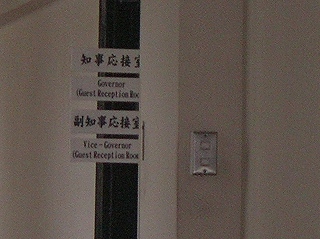 知事応接室
Governor
(Guest Reception Roo
副知事応接室
Vice-Governor
(Guest Reception Room